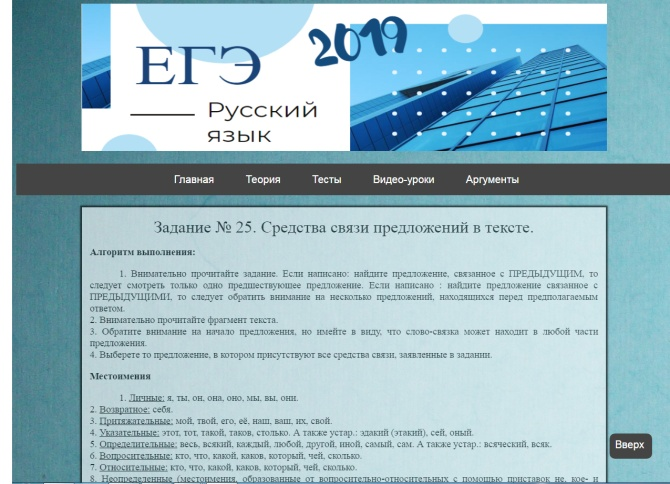 ЕГЭ 2019
Русский
язык
Главная Теория Тесты Видео-уроки Аргументы
Задание № 25. Средства связи предложений в тексте.
Алгоритм выполнения:
1. Внимательно прочитайте задание. Если написано: найдите предложение, связанное с ПРЕДЫДУЩИМ, то
следует смотреть только одно предшествующее предложение. Если написано : найдите предложение связанное с
ПРЕДЫДУЩИМИ, то следует обратить внимание на несколько предложений, находящихся перед предполагаемым
ответом.
2. Внимательно прочитайте фрагмент текста.
3. Обратите внимание на начало предложения, но имейте в виду, что слово-связка может находит в любой части
предложения.
4. Выберете то предложение, в котором присутствуют все средства связи, заявленные в задании.
Местоимения
1. Личные: я, ты, он, она, оно, мы, вы, они.
2. Возвратное: себя.
3. Притяжательные: мой, твой, его, её, наш, ваш, их, свой.
4. Указательные: этот, тот, такой, таков, столько. А также устар.: эдакий (этакий), сей, оный.
5. Определительные: весь, всякий, каждый, любой, другой, иной, самый, сам. А также устар.: всяческий, всяк.
6. Вопросительные: кто, что, какой, каков, который, чей, сколько.
7. Относительные: кто, что, какой, каков, который, чей, сколько.
8. Неопределенные (местоимения, образованные от вопросительно-относительных с помощью приставок не, кое- и
Вверх